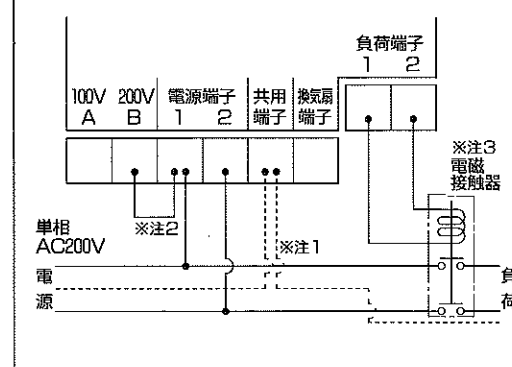 負荷端子
1 2
100V 200V 電源端子 共用 換気扇
A B 1 2 端子 端子
※注3
電磁
接触器
※注2
※注1
単相
AC200V
電
源
負
荷